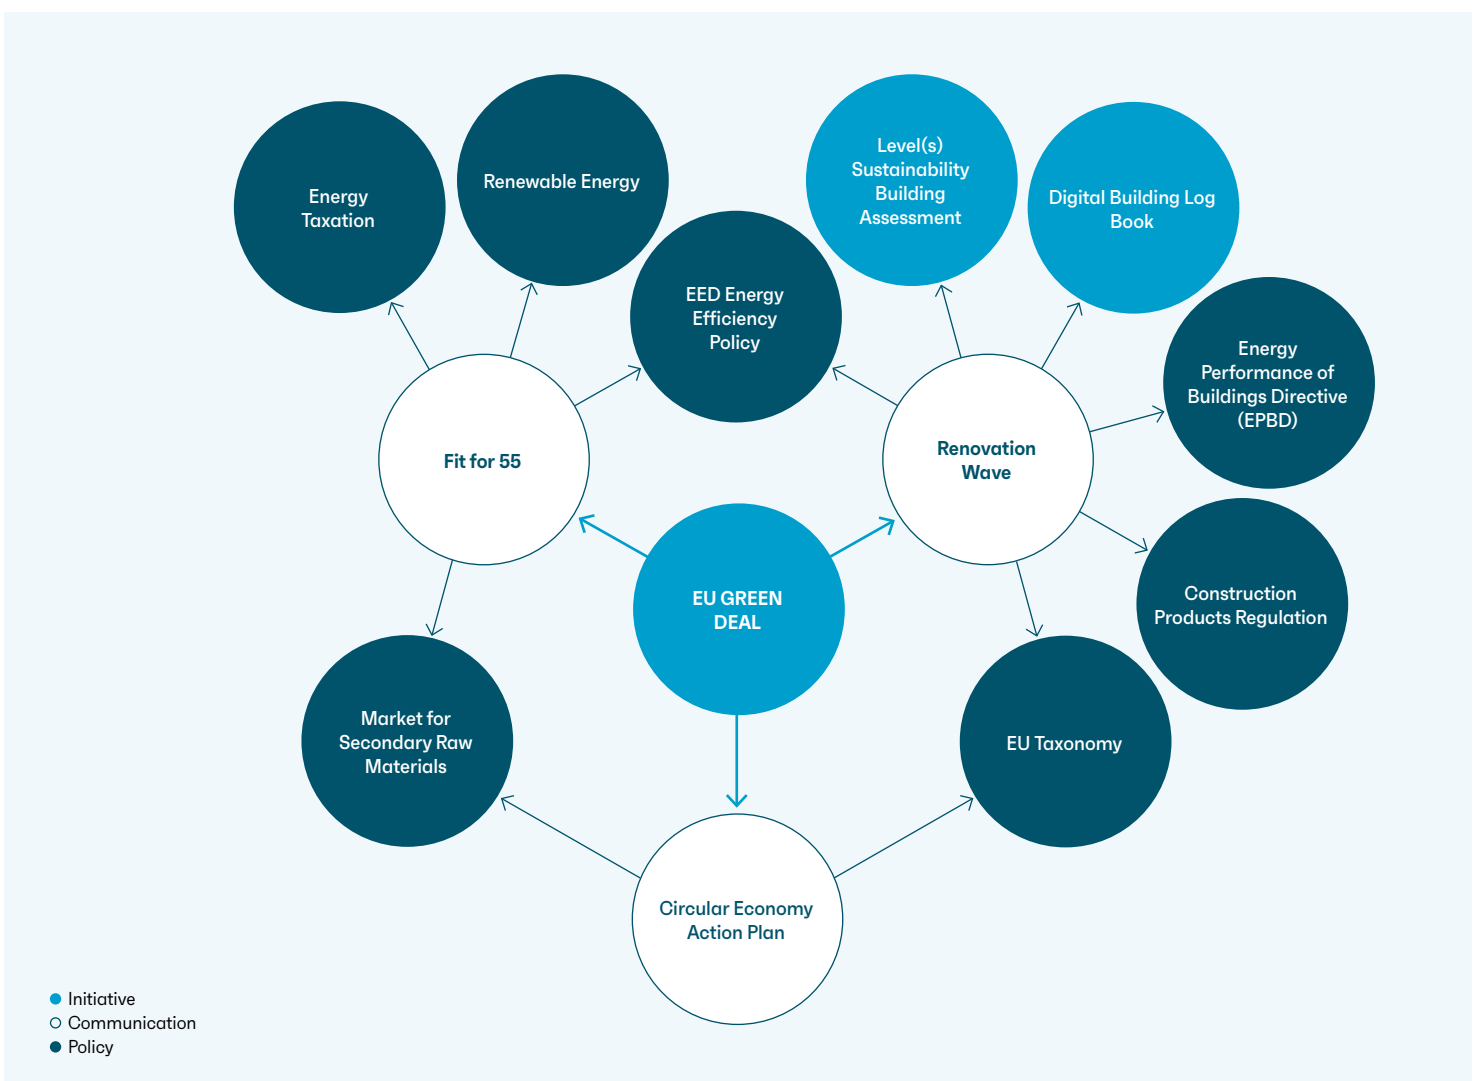 Energy
Taxation
Renewable Energy
Level(s)
Sustainability
Building
Assessment
Digital Building Log
Book
EED Energy
Efficiency
Policy
Energy
Performance of
Buildings Directive
(EPBD)
Fit for 55
Renovation
Wave
EU GREEN
DEAL
Construction
Products Regulation
Market for
Secondary Raw
Materials
EU Taxonomy
Circular Economy
Action Plan
Initiative
Communication
Policy